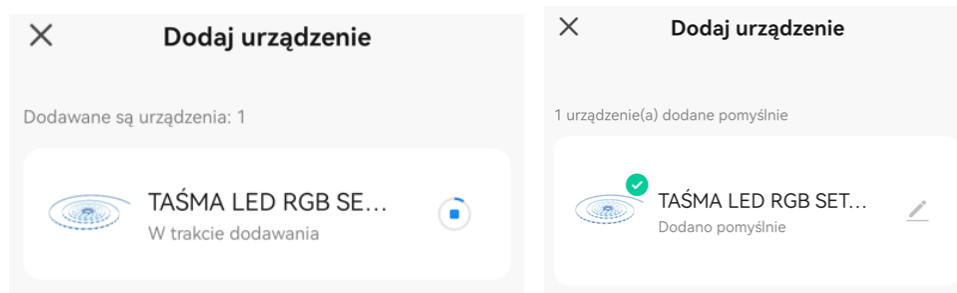 Dodaj urządzenie
Dodawane są urządzenia: 1
TAŚMA LED RGB SE...
W trakcie dodawania
Dodaj urządzenie
1 urządzenie(a) dodane pomyślnie
TAŚMA LED RGB SET...
Dodano pomyślnie